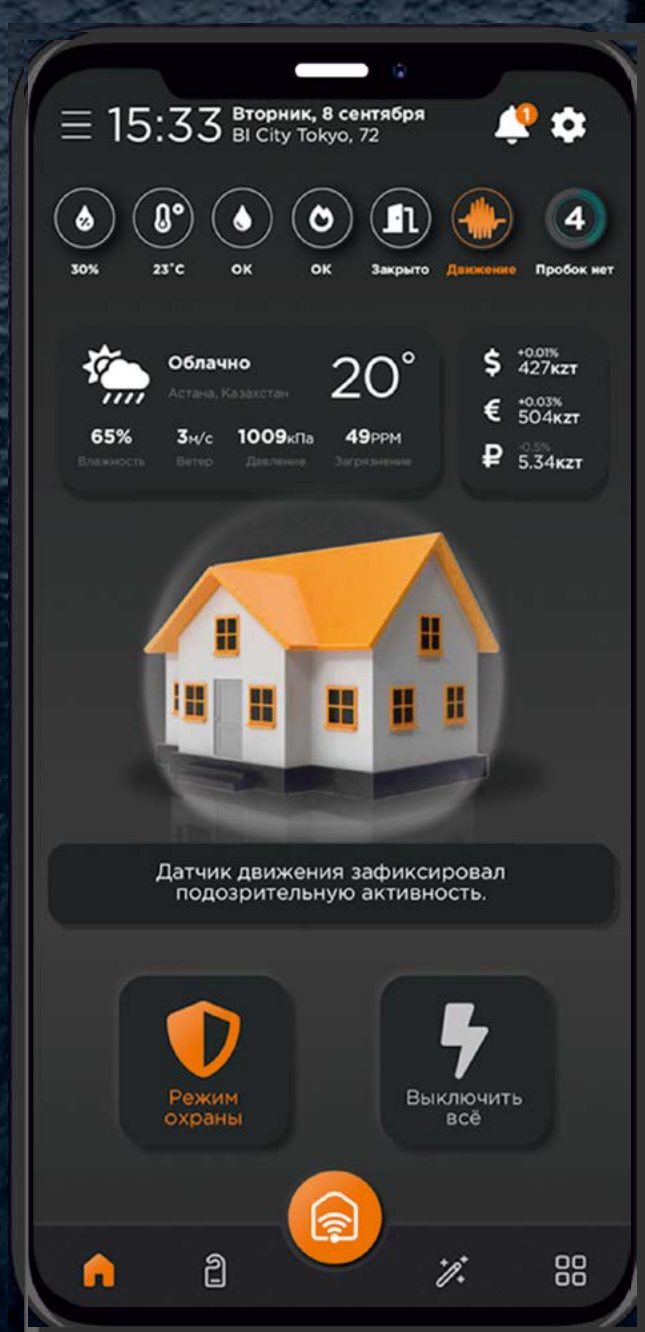 15:33
Вторник, 8 сентября
BI City Tokyo, 72
1
4
30%
23°C
ОК
ОК
Закрыто
Движение
Пробок нет
Облачно
Астана, Казахстан
20°
65%
3м/с
1009кПа
49PPM
Влажность
Ветер
Давление
Загрязнение
$
+0.01%
427KZT
€
+0.03%
504KZT
₽
-0.5%
5.34KZT
Датчик движения зафиксировал
подозрительную активность.
Режим
охраны
Выключить
всё